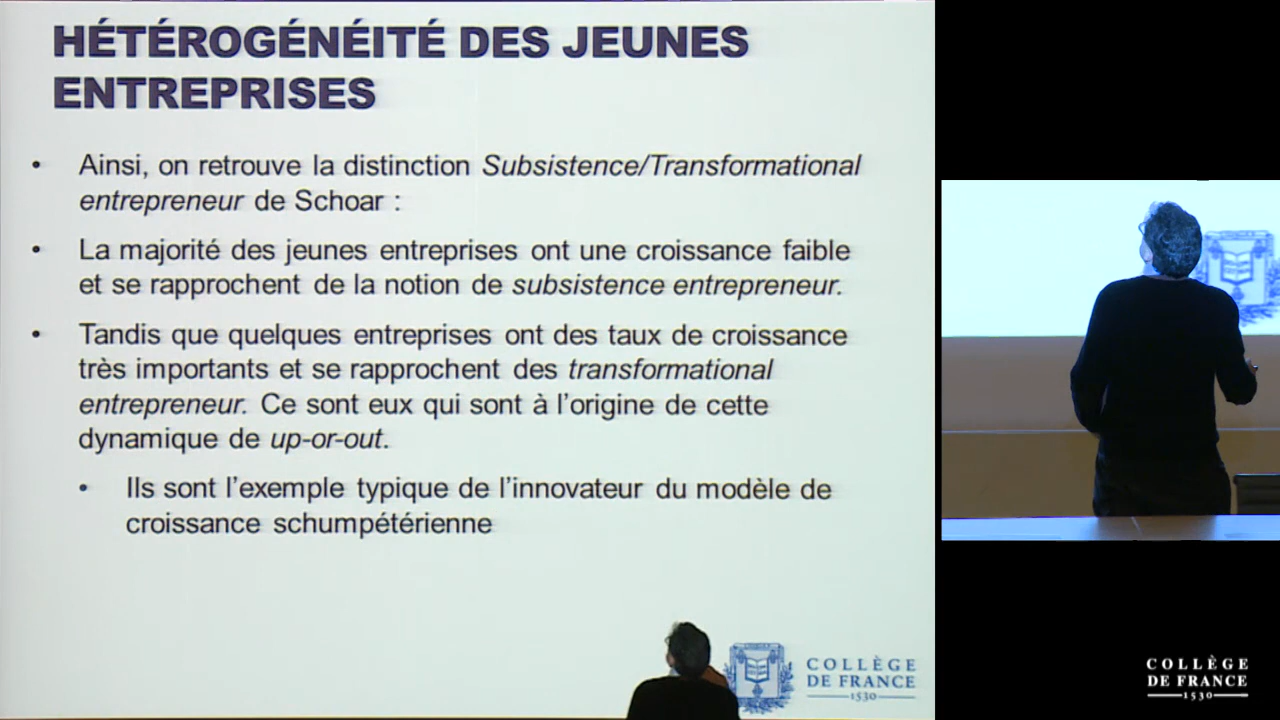 HÉTÉROGÉNÉITÉ DES JEUNES
ENTREPRISES
• Ainsi, on retrouve la distinction Subsistence/Transformational
entrepreneur de Schoar :
• La majorité des jeunes entreprises ont une croissance faible
et se rapprochent de la notion de subsistence entrepreneur.
• Tandis que quelques entreprises ont des taux de croissance
très importants et se rapprochent des transformational
entrepreneur. Ce sont eux qui sont à l'origine de cette
dynamique de up-or-out.
• Ils sont l'exemple typique de l'innovateur du modèle de
croissance schumpétérienne
COLLÈGE
DE FRANCE
1530
COLLÈGE
DE FRANCE
1530